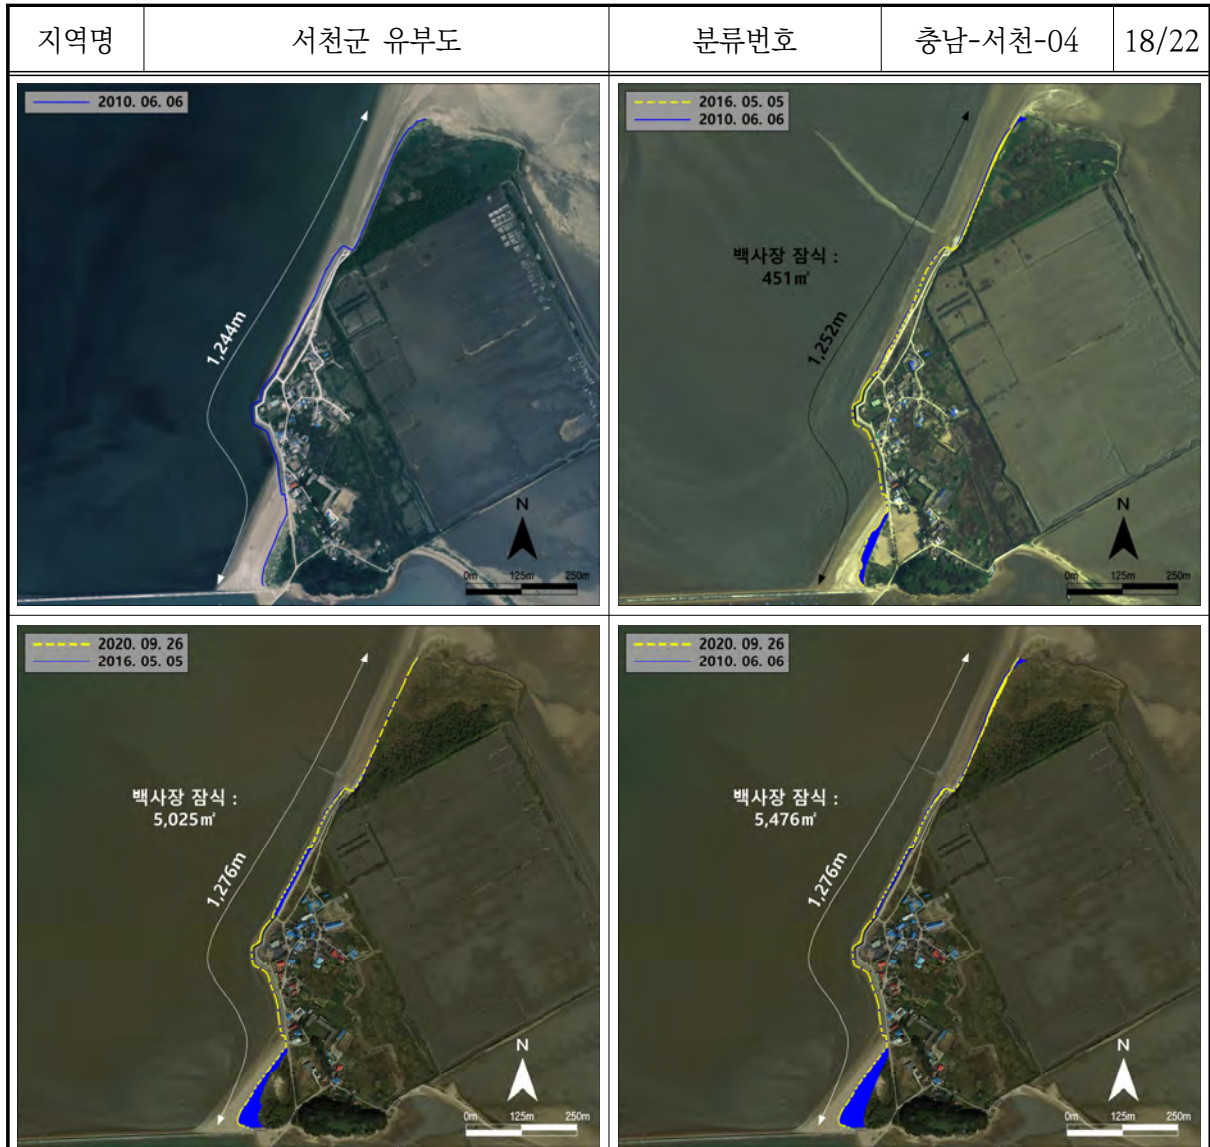 지역명 서천군 유부도 분류번호 충남-서천-04 18/22
2010. 06. 06
1,244m
N
0m 125m 250m
2016. 05. 05
2010. 06. 06
백사장 잠식 :
451㎡
1,252m
N
0m 125m 250m
2020. 09. 26
2016. 05. 05
백사장 잠식 :
5,025㎡
1,276m
N
0m 125m 250m
2020. 09. 26
2010. 06. 06
백사장 잠식 :
5,476㎡
1,276m
N
0m 125m 250m